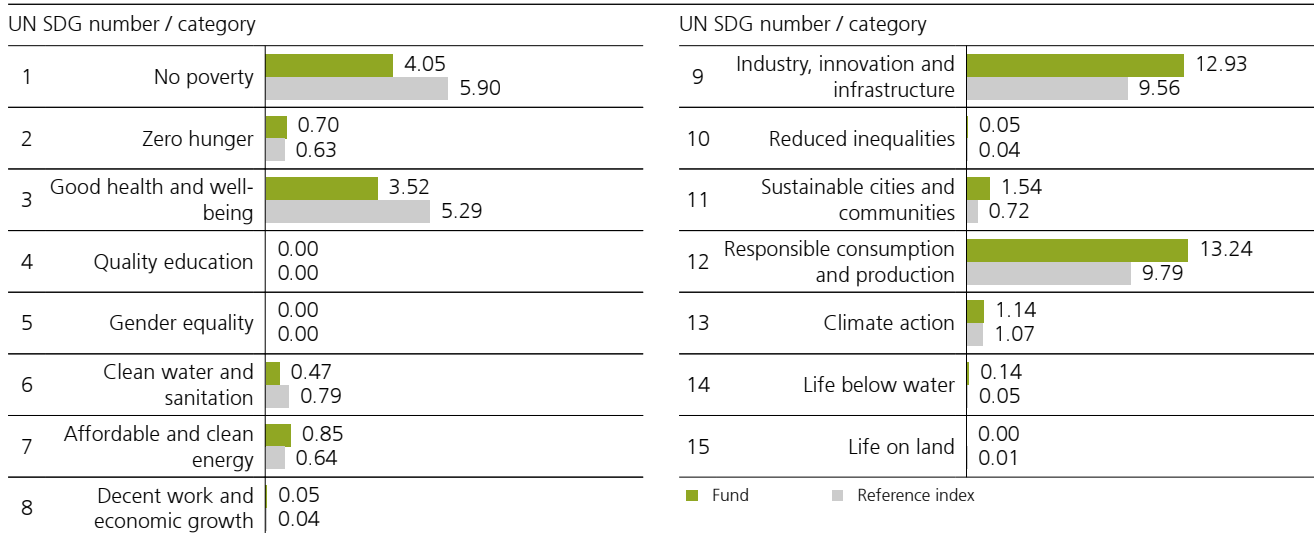 UN SDG number / category
1
No poverty
4.05
5.90
2
Zero hunger
0.70
0.63
3
Good health and well-
being
3.52
5.29
4
Quality education
0.00
0.00
5
Gender equality
0.00
0.00
6
Clean water and
sanitation
0.47
0.79
7
Affordable and clean
energy
0.85
0.64
8
Decent work and
economic growth
0.05
0.04
UN SDG number / category
9
Industry, innovation and
infrastructure
12.93
9.56
10
Reduced inequalities
0.05
0.04
11
Sustainable cities and
communities
1.54
0.72
12
Responsible consumption
and production
13.24
9.79
13
Climate action
1.14
1.07
14
Life below water
0.14
0.05
15
Life on land
0.00
0.01
Fund
Reference index